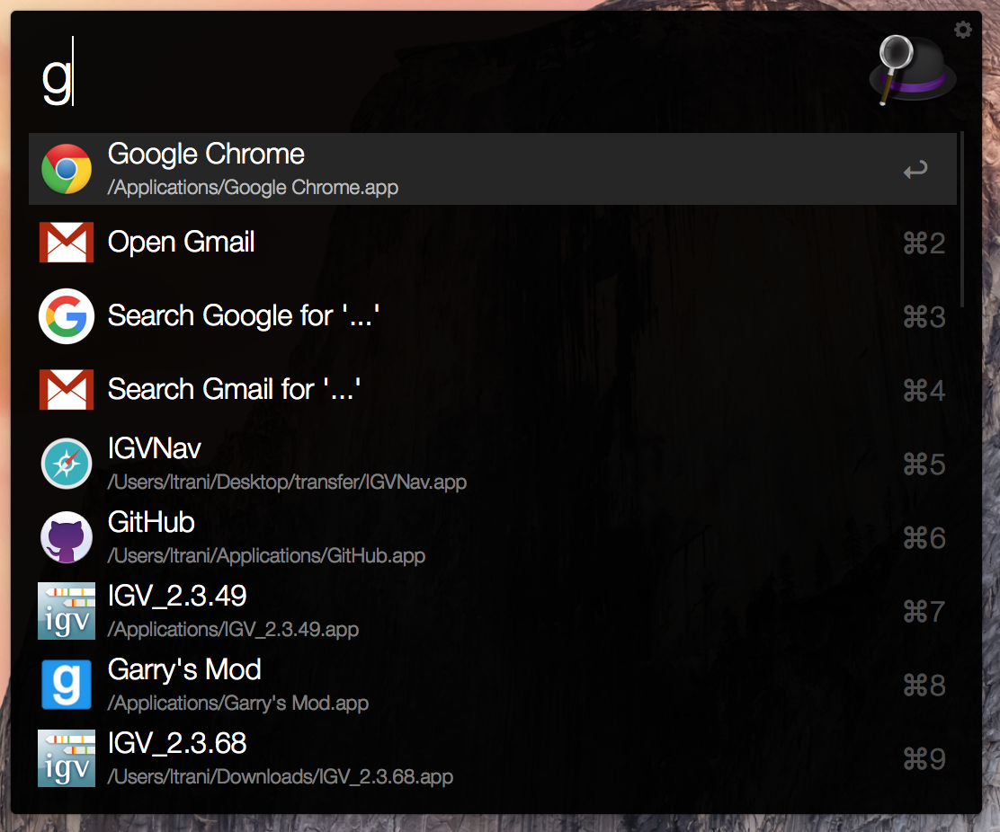 g
Google Chrome
/Applications/Google Chrome.app
Open Gmail
⌘2
Search Google for '...'
⌘3
Search Gmail for '...'
⌘4
IGVNav
/Users/ltrani/Desktop/transfer/IGVNav.app
⌘5
GitHub
/Users/ltrani/Applications/GitHub.app
⌘6
igv
IGV_2.3.49
/Applications/IGV_2.3.49.app
⌘7
g
Garry's Mod
/Applications/Garry's Mod.app
⌘8
igv
IGV_2.3.68
/Users/ltrani/Downloads/IGV_2.3.68.app
⌘9